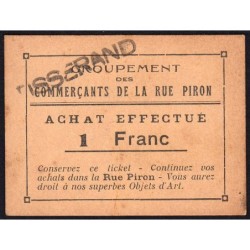 TISSERAND
GROUPEMENT
DES
COMMERÇANTS DE LA RUE PIRON
ACHAT EFFECTUÉ
1 Franc
Conservez ce ticket - Continuez vos
achats dans la Rue Piron - Vous aurez
droit à nos superbes Objets d'Art.